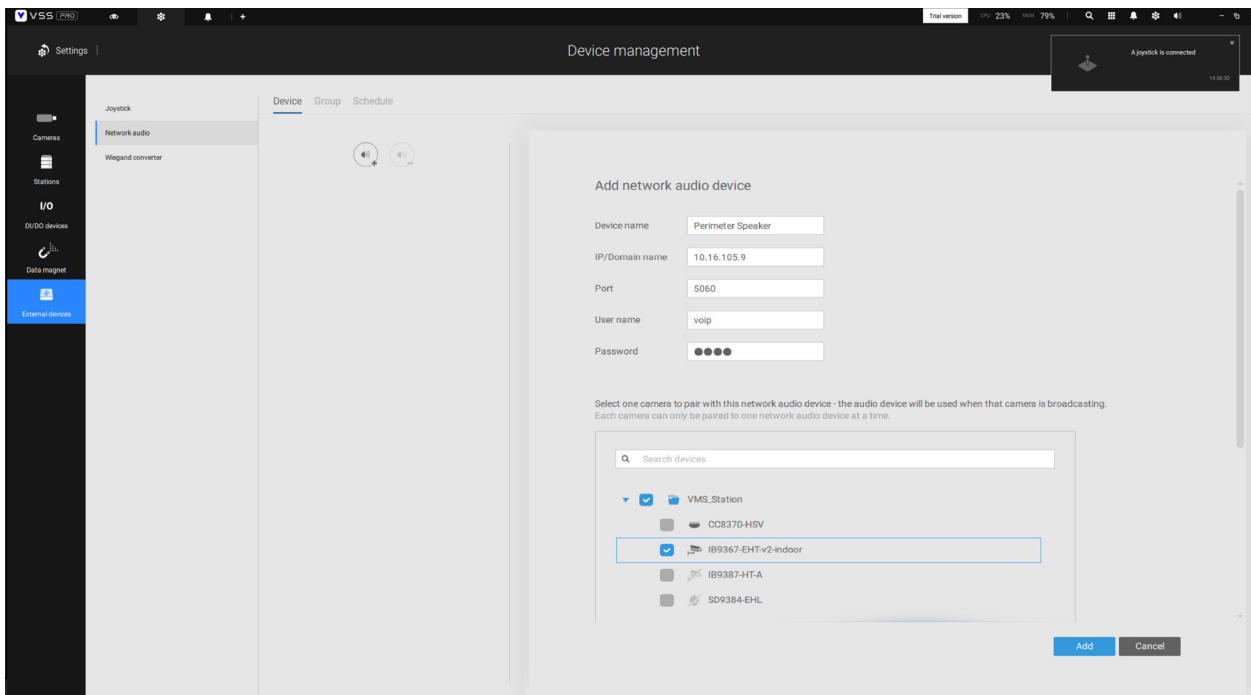 VSS PRO
Trial version CPU 23% MEM 79%
Settings
Device management
A joystick is connected
14:36:30
Cameras
Stations
I/O
DI/DO devices
Data magnet
External devices
Joystick
Network audio
Wiegand converter
Device Group Schedule
Add network audio device
Device name Perimeter Speaker
IP/Domain name 10.16.105.9
Port 5060
User name voip
Password
Select one camera to pair with this network audio device - the audio device will be used when that camera is broadcasting.
Each camera can only be paired to one network audio device at a time.
Search devices
VMS_Station
CC8370-HSV
IB9367-EHT-v2-indoor
IB9387-HT-A
SD9384-EHL
Add Cancel